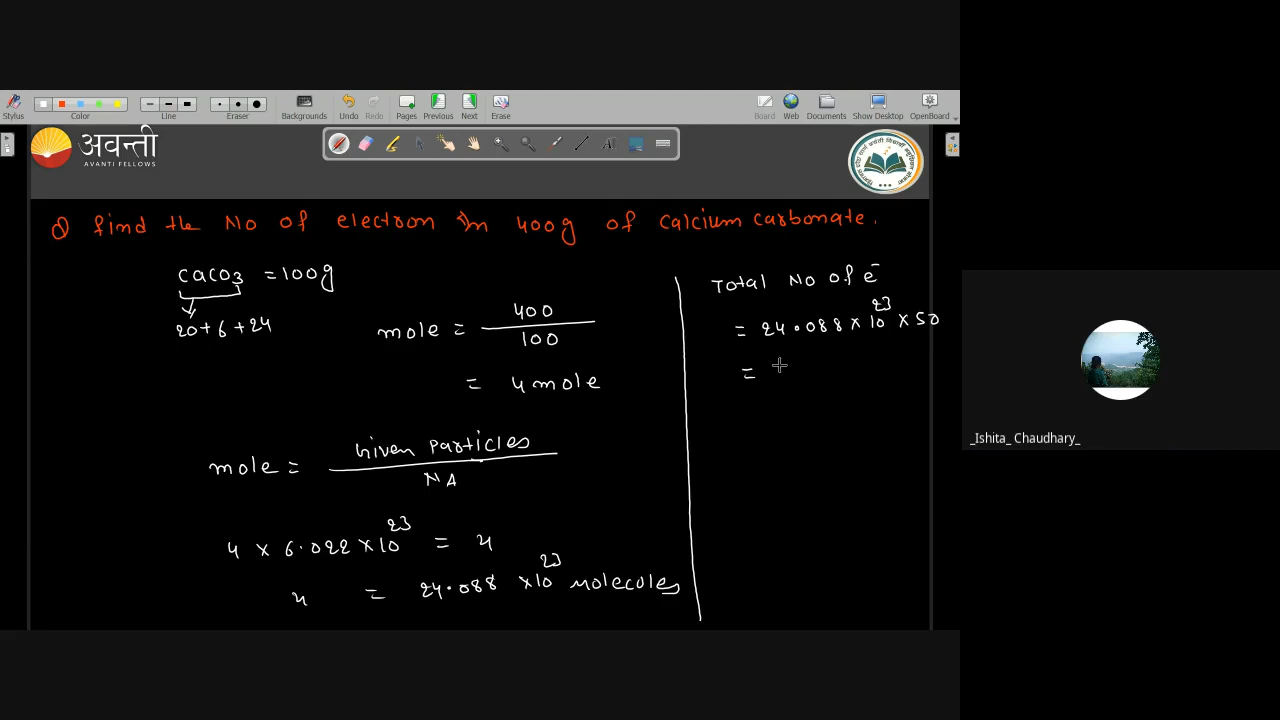 Stylus
Color
Line
Eraser
Backgrounds
Undo
Redo
Pages
Previous
Next
Erase
Board
Web
Documents
Show Desktop
OpenBoard
अवन्ती
AVANTI FELLOWS
Q) find the No of electron in 400g of calcium carbonate.
CaCO3 = 100g
20+6+24
mole = 400 / 100
= 4 mole
mole = Given Particles / NA
4 × 6.022 × 10^23 = x
x = 24.088 × 10^23 molecoles
Total No of e-
= 24.088 × 10^23 × 50
=
_Ishita_ Chaudhary_